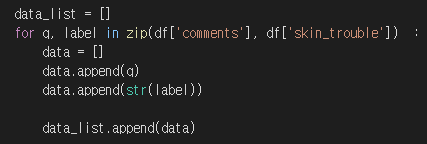 data_list = []
for q, label in zip(df['comments'], df['skin_trouble'])  :
    data = []
    data.append(q)
    data.append(str(label))

    data_list.append(data)